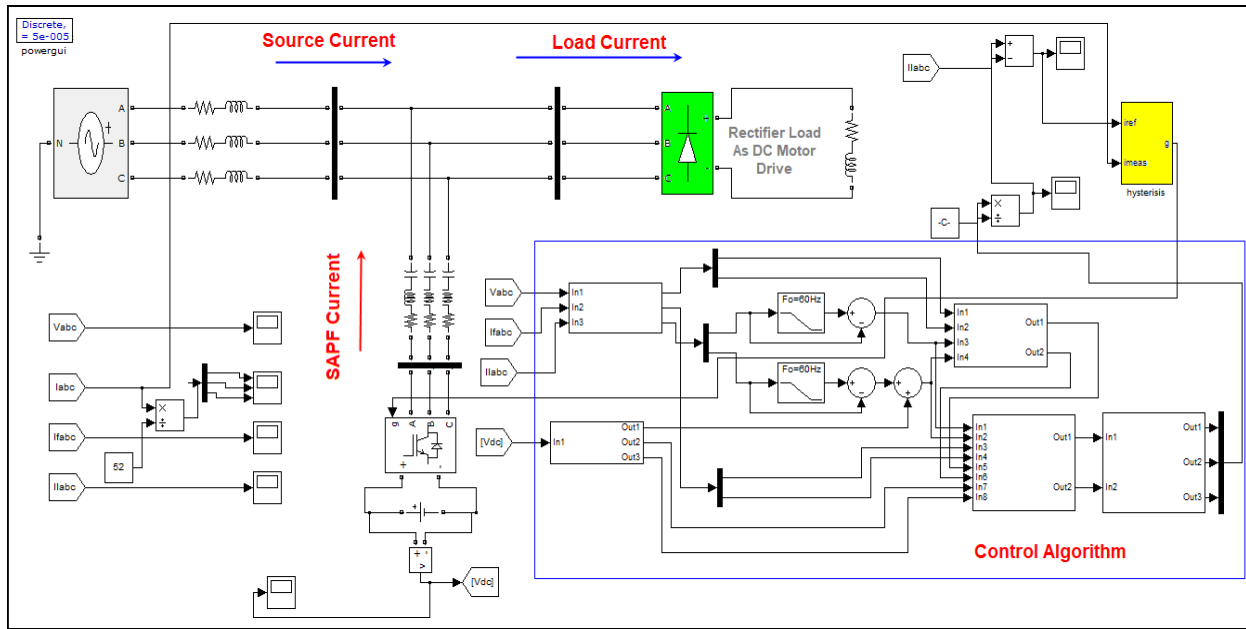 Discrete,
= 5e-005
powergui
Source Current
Load Current
N
A
B
C
A
B
C
+
-
Rectifier Load
As DC Motor
Drive
Ilabc
+
−
iref
imeas
g
hysterisis
×
÷
-C-
SAPF Current
Vabc
Iabc
×
÷
Ifabc
52
Ilabc
g
A
B
C
+
-
+
+
-
v
[Vdc]
Vabc
Ifabc
Ilabc
In1
In2
In3
Fo=60Hz
Fo=60Hz
+
−
+
−
+
+
In1
In2
In3
In4
Out1
Out2
[Vdc]
In1
Out1
Out2
Out3
In1
In2
In3
In4
In5
In6
In7
In8
Out1
Out2
In1
In2
Out1
Out2
Out3
Control Algorithm